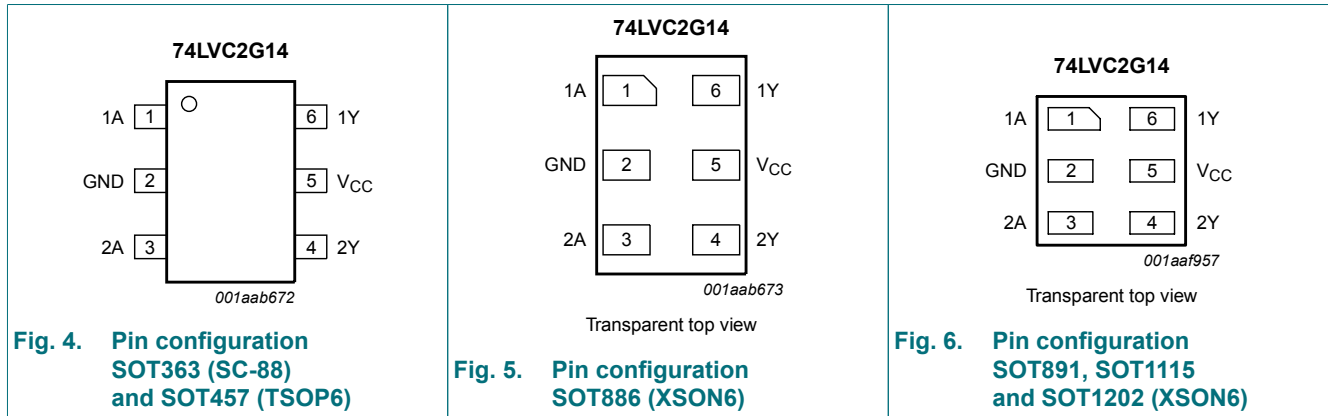 74LVC2G14
1A 1 6 1Y
GND 2 5 VCC
2A 3 4 2Y
001aab672
Fig. 4. Pin configuration
SOT363 (SC-88)
and SOT457 (TSOP6)
74LVC2G14
1A 1 6 1Y
GND 2 5 VCC
2A 3 4 2Y
001aab673
Transparent top view
Fig. 5. Pin configuration
SOT886 (XSON6)
74LVC2G14
1A 1 6 1Y
GND 2 5 VCC
2A 3 4 2Y
001aaf957
Transparent top view
Fig. 6. Pin configuration
SOT891, SOT1115
and SOT1202 (XSON6)